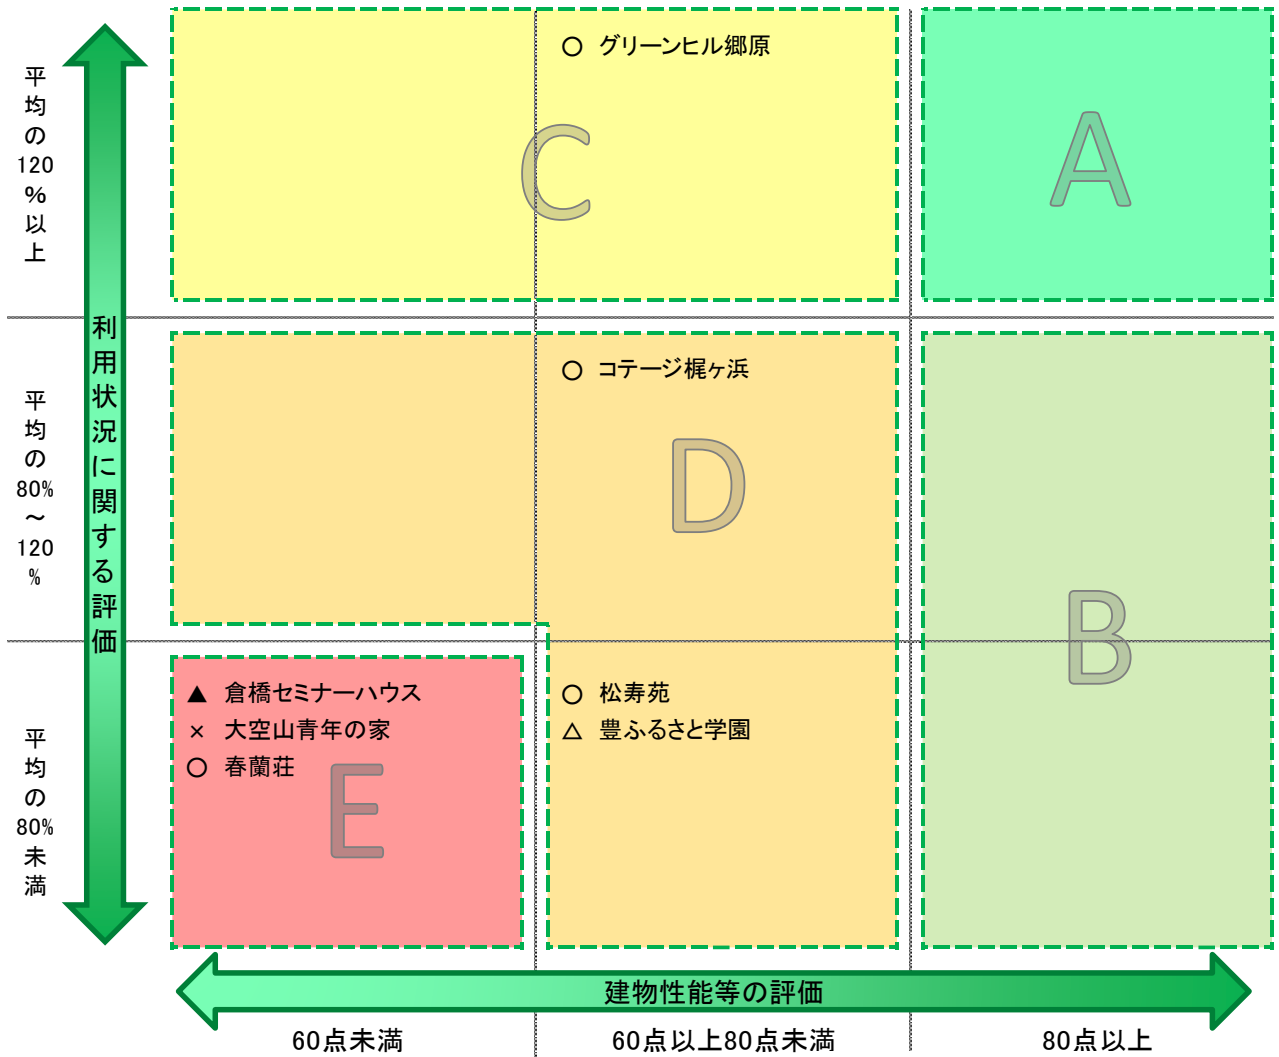 平均の120%以上
○ グリーンヒル郷原
C
A
利用状況に関する評価
平均の80%～120%
○ コテージ梶ヶ浜
D
B
平均の80%未満
▲ 倉橋セミナーハウス
× 大空山青年の家
○ 春蘭荘
E
○ 松寿苑
△ 豊ふるさと学園
建物性能等の評価
60点未満
60点以上80点未満
80点以上